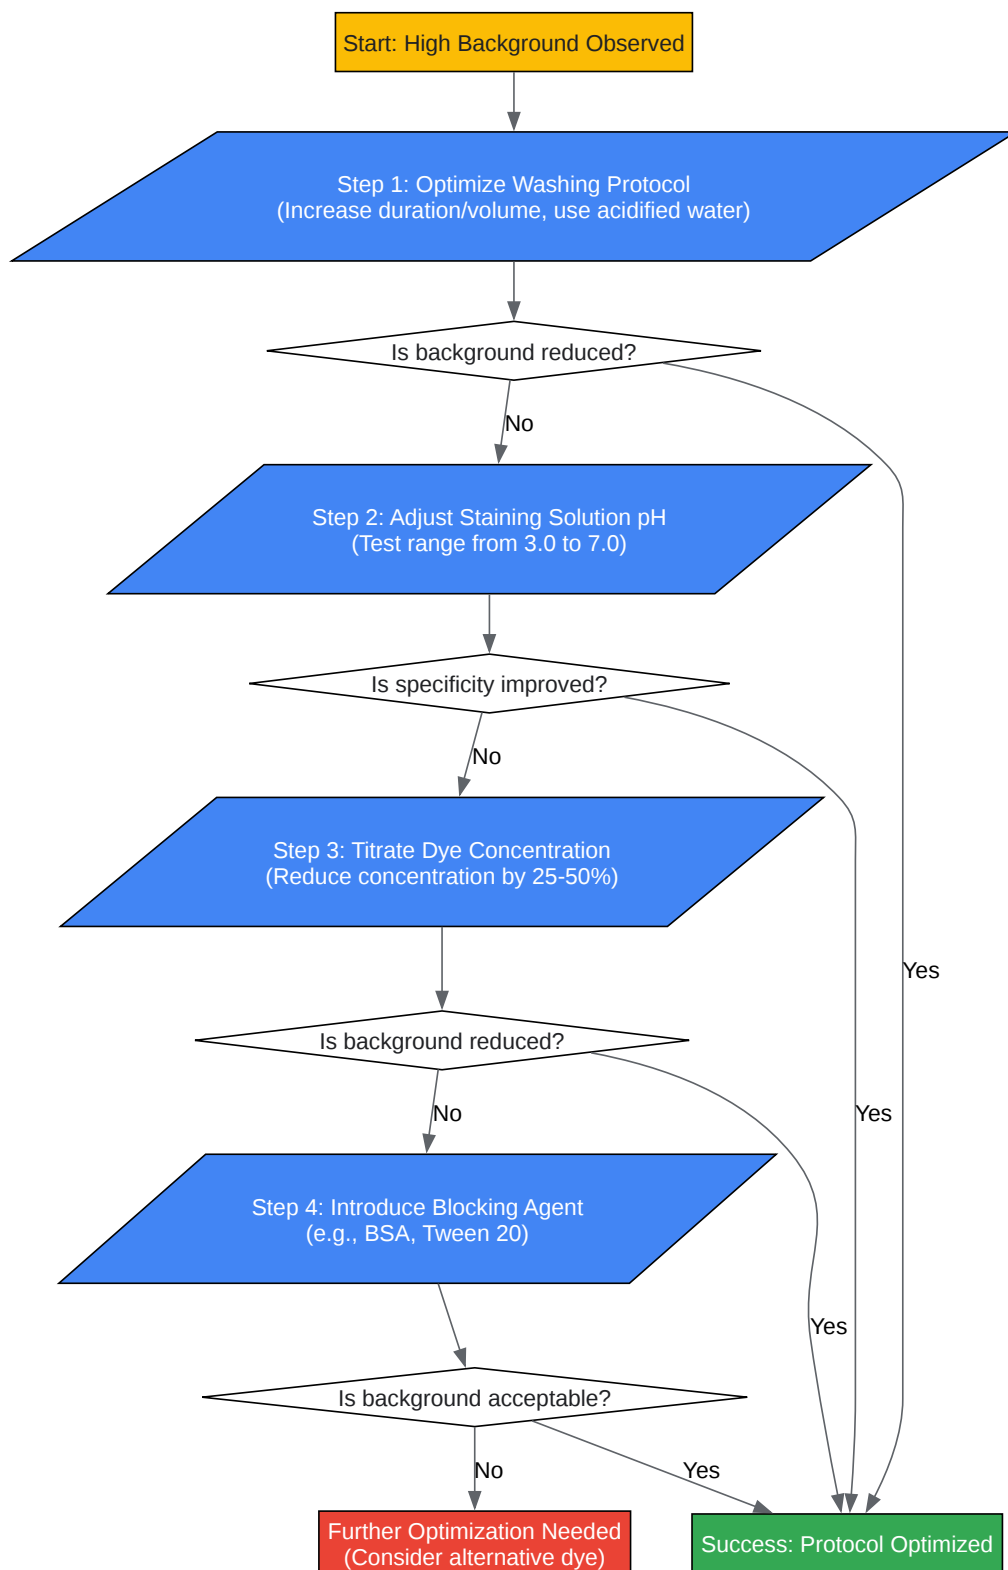 Start: High Background Observed
Step 1: Optimize Washing Protocol
(Increase duration/volume, use acidified water)
Is background reduced?
No
Step 2: Adjust Staining Solution pH
(Test range from 3.0 to 7.0)
Is specificity improved?
No
Step 3: Titrate Dye Concentration
(Reduce concentration by 25-50%)
Yes
Is background reduced?
No
Yes
Step 4: Introduce Blocking Agent
(e.g., BSA, Tween 20)
Yes
Is background acceptable?
No
Yes
Further Optimization Needed
(Consider alternative dye)
Success: Protocol Optimized